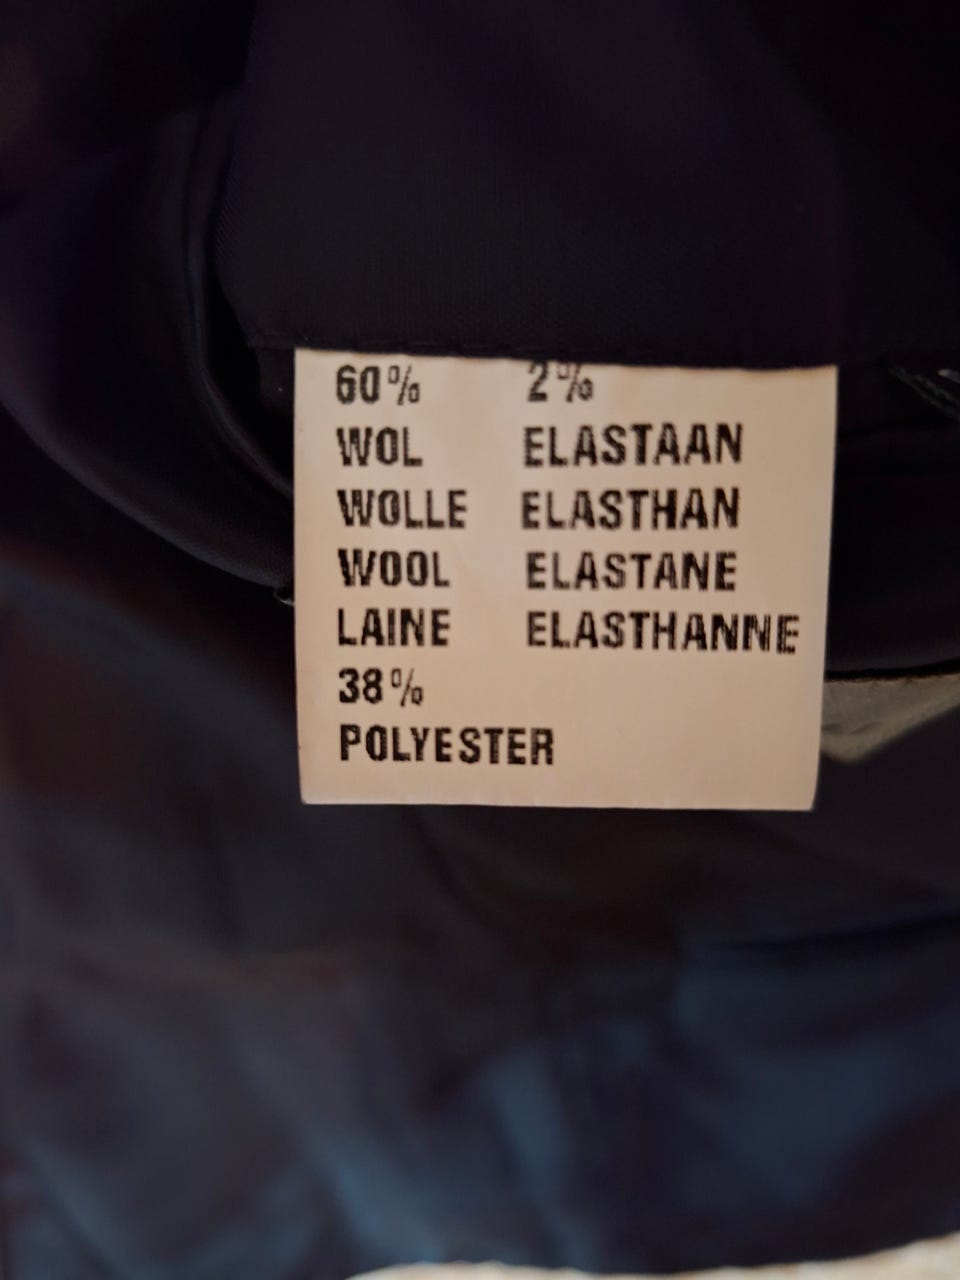 60% 2%
WOL ELASTAAN
WOLLE ELASTHAN
WOOL ELASTANE
LAINE ELASTHANNE
38%
POLYESTER